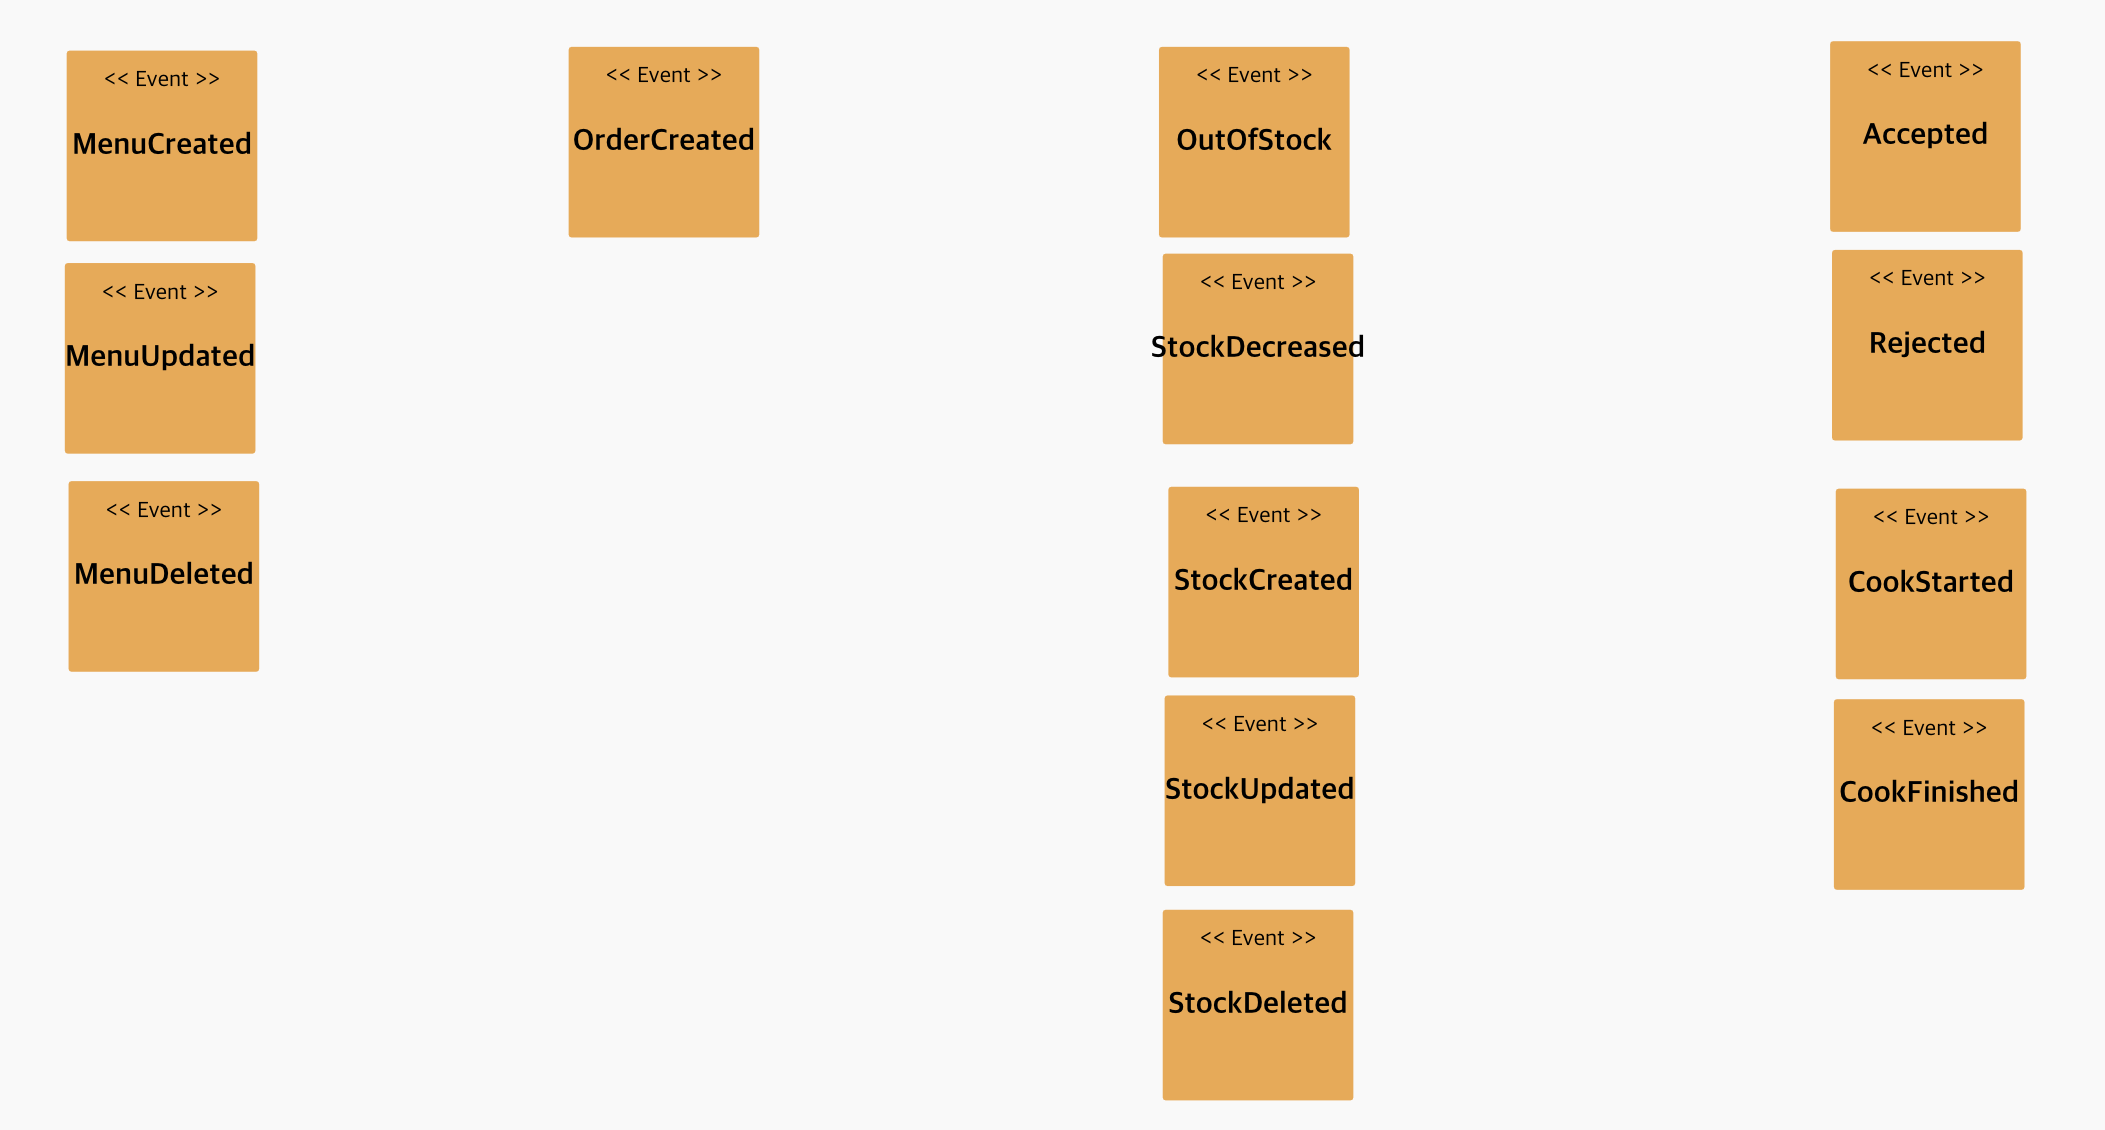 << Event >>
MenuCreated
<< Event >>
MenuUpdated
<< Event >>
MenuDeleted
<< Event >>
OrderCreated
<< Event >>
OutOfStock
<< Event >>
StockDecreased
<< Event >>
StockCreated
<< Event >>
StockUpdated
<< Event >>
StockDeleted
<< Event >>
Accepted
<< Event >>
Rejected
<< Event >>
CookStarted
<< Event >>
CookFinished